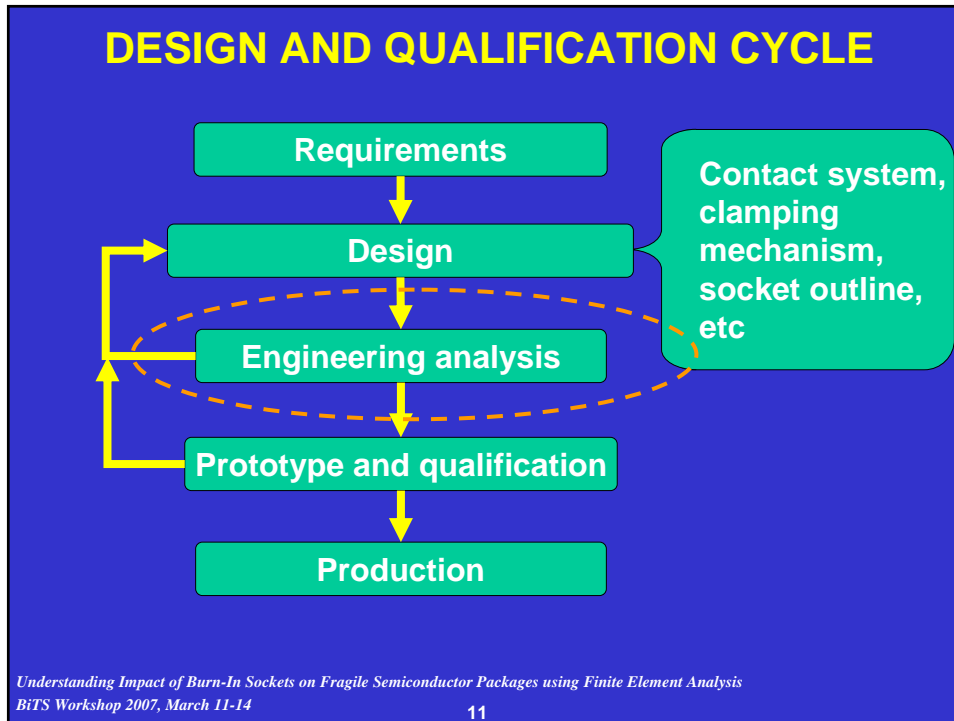 DESIGN AND QUALIFICATION CYCLE
Requirements
Design
Contact system,
clamping
mechanism,
socket outline,
etc
Engineering analysis
Prototype and qualification
Production
Understanding Impact of Burn-In Sockets on Fragile Semiconductor Packages using Finite Element Analysis
BiTS Workshop 2007, March 11-14
11